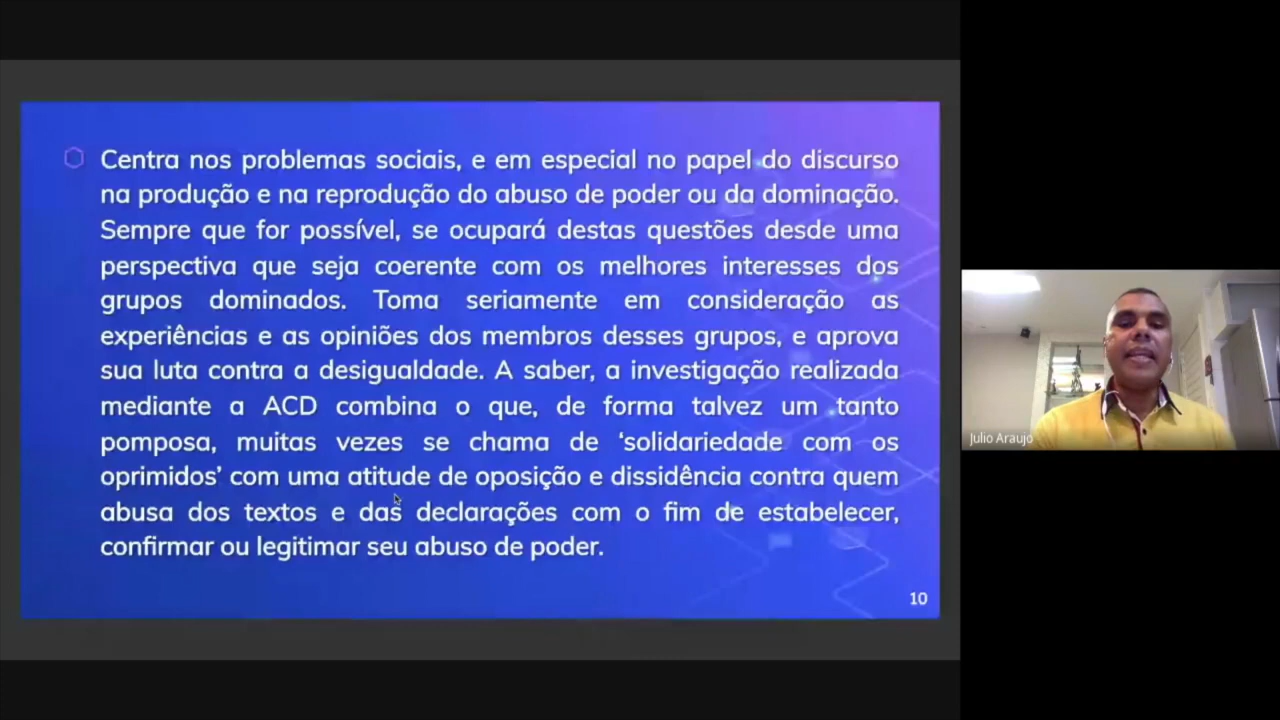 Centra nos problemas sociais, e em especial no papel do discurso
na produção e na reprodução do abuso de poder ou da dominação.
Sempre que for possível, se ocupará destas questões desde uma
perspectiva que seja coerente com os melhores interesses dos
grupos dominados. Toma seriamente em consideração as
experiências e as opiniões dos membros desses grupos, e aprova
sua luta contra a desigualdade. A saber, a investigação realizada
mediante a ACD combina o que, de forma talvez um tanto
pomposa, muitas vezes se chama de ‘solidariedade com os
oprimidos’ com uma atitude de oposição e dissidência contra quem
abusa dos textos e das declarações com o fim de estabelecer,
confirmar ou legitimar seu abuso de poder.
10
Julio Araujo